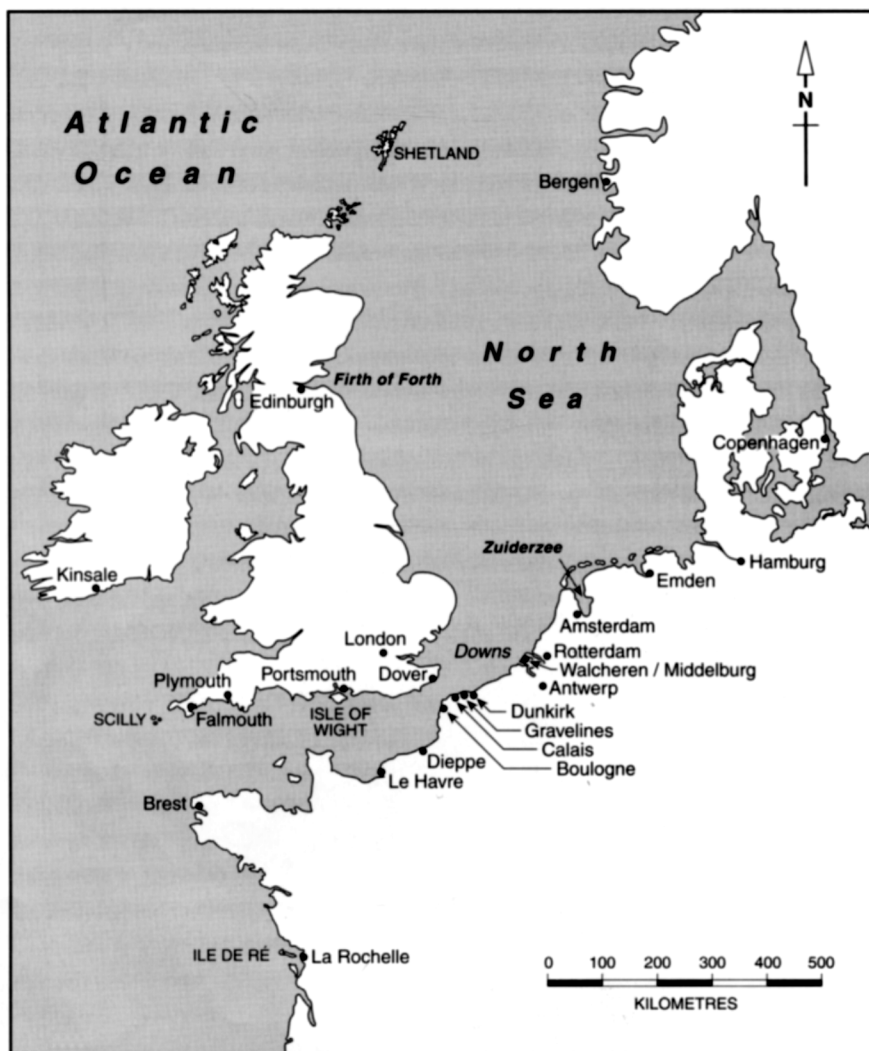 Atlantic
Ocean
SHETLAND
N
Bergen
North
Sea
Firth of Forth
Edinburgh
Copenhagen
Zuiderzee
Hamburg
Kinsale
Emden
Amsterdam
London
Downs
Rotterdam
Walcheren / Middelburg
Plymouth
Portsmouth
Dover
Antwerp
SCILLY
Falmouth
ISLE OF
WIGHT
Dunkirk
Gravelines
Calais
Dieppe
Boulogne
Le Havre
Brest
ILE DE RÉ
La Rochelle
0 100 200 300 400 500
KILOMETRES